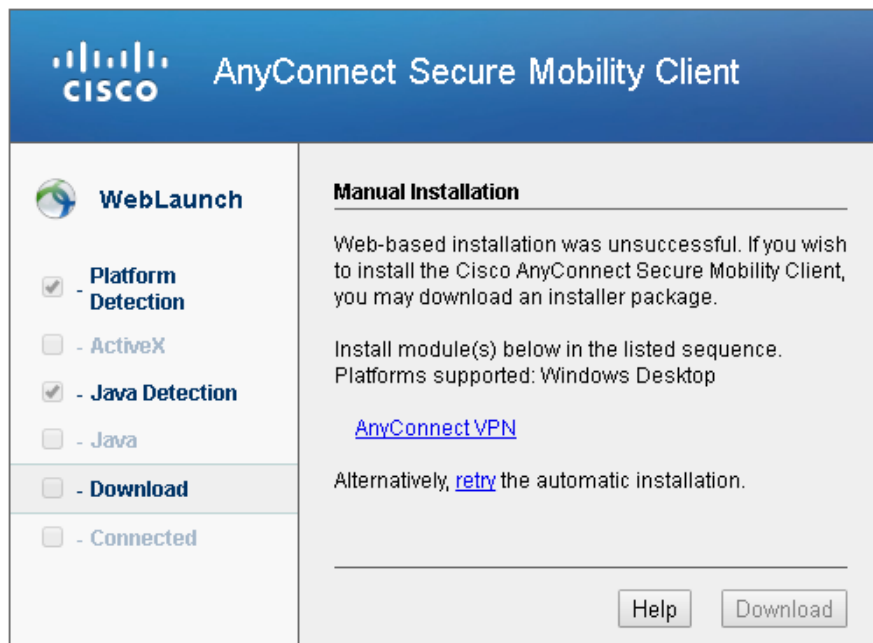 CISCO
AnyConnect Secure Mobility Client
WebLaunch
- Platform
Detection
- ActiveX
- Java Detection
- Java
- Download
- Connected
Manual Installation
Web-based installation was unsuccessful. If you wish
to install the Cisco AnyConnect Secure Mobility Client,
you may download an installer package.
Install module(s) below in the listed sequence.
Platforms supported: Windows Desktop
AnyConnect VPN
Alternatively, retry the automatic installation.
Help
Download